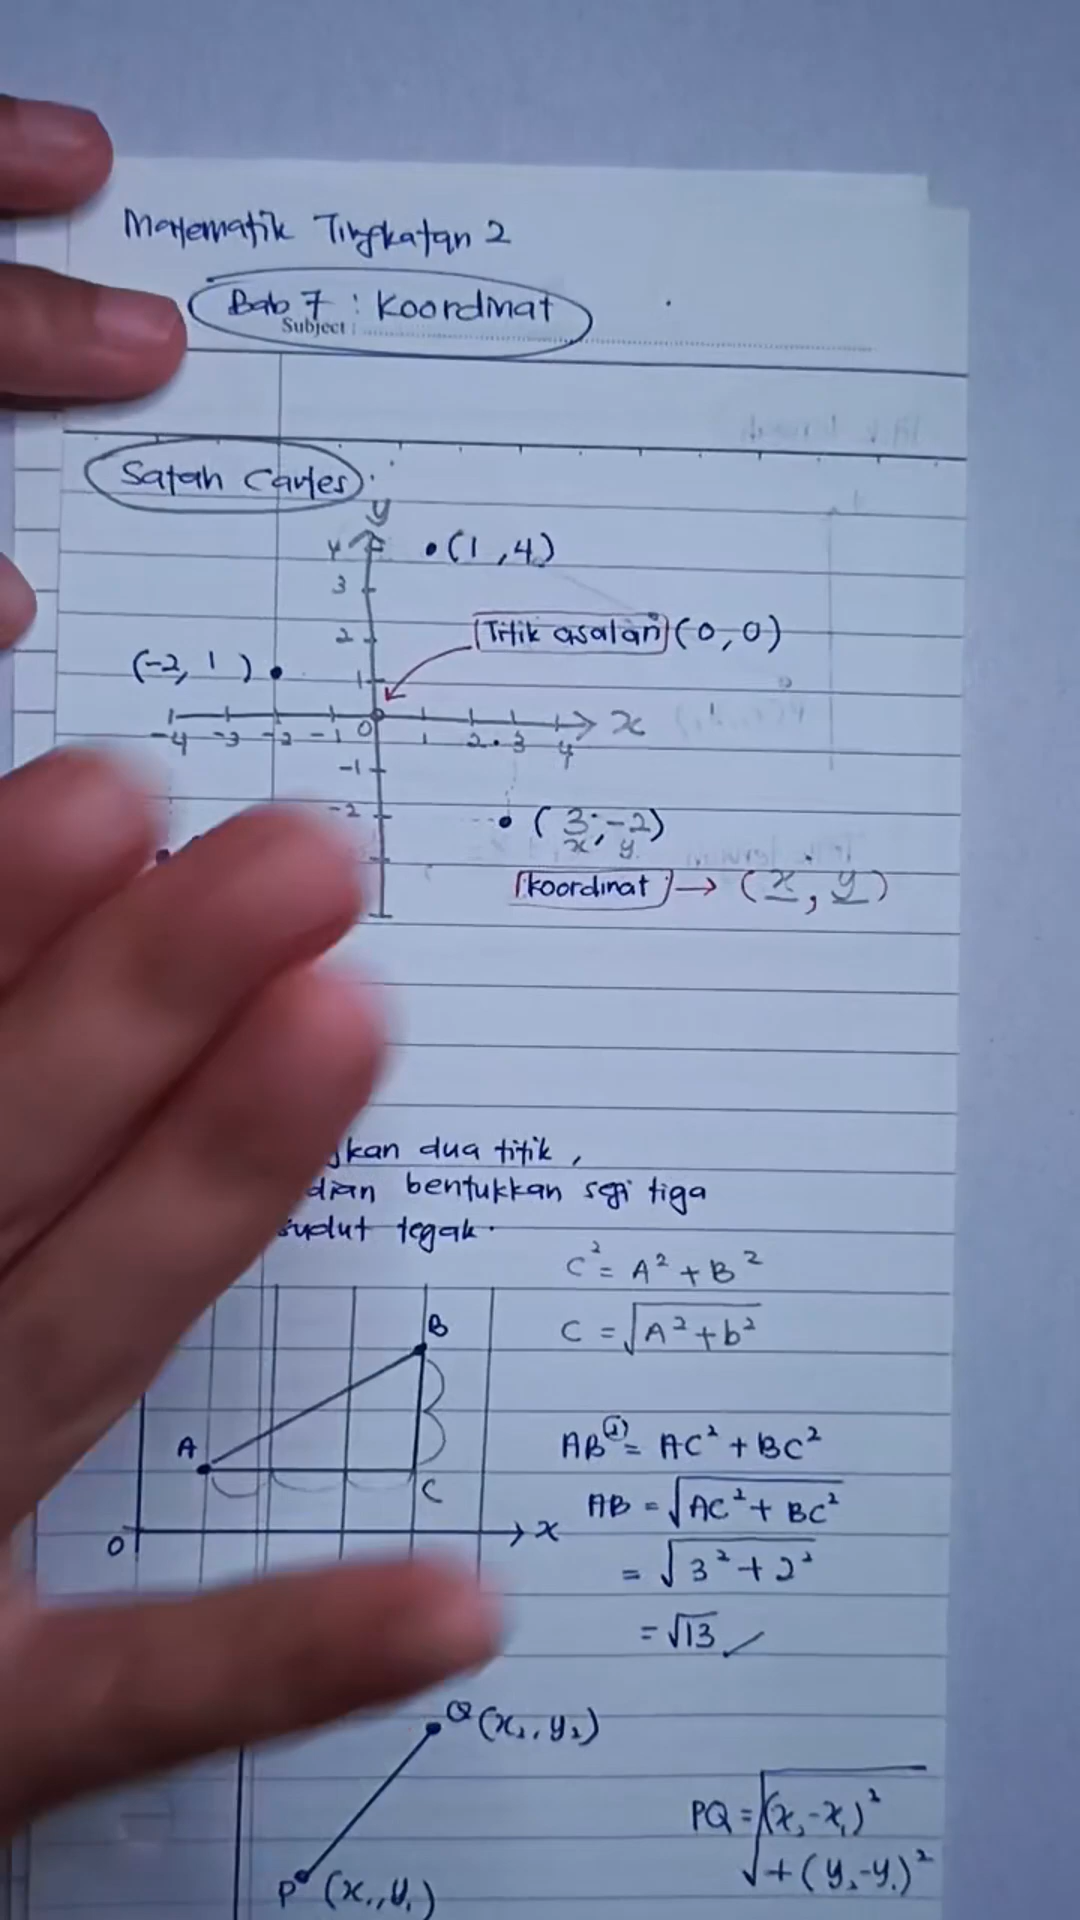 Matematik Tingkatan 2
Bab 7 : Koordinat
Subject :
Satah Cartes
y
4
(1, 4)
3
2
Titik asalan (0, 0)
(-2, 1)
1
-4 -3 -2 -1 0 1 2 3 4 x
-1
-2
(3, -2)
x, y
koordinat → (x, y)
dua titik,
bentukkan segi tiga
tegak.
C² = A² + B²
C = √A² + b²
B
AB² = AC² + BC²
A
C
AB = √AC² + BC²
0
x
= √3² + 2²
= √13
Q (x₂, y₂)
PQ = √(x₂-x₁)²
+ (y₂-y₁)²
P (x₁, y₁)